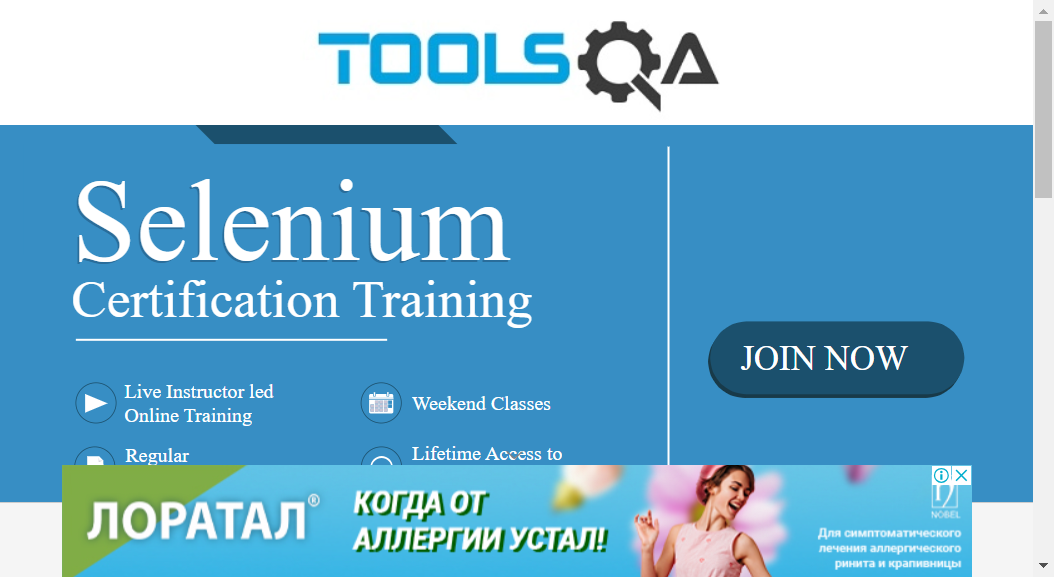 TOOLSQA
Selenium
Certification Training
JOIN NOW
Live Instructor led
Online Training
Weekend Classes
Regular
Lifetime Access to
ЛОРАТАЛ®
КОГДА ОТ
АЛЛЕРГИИ УСТАЛ!
NOBEL
Для симптоматического
лечения аллергического
ринита и крапивницы